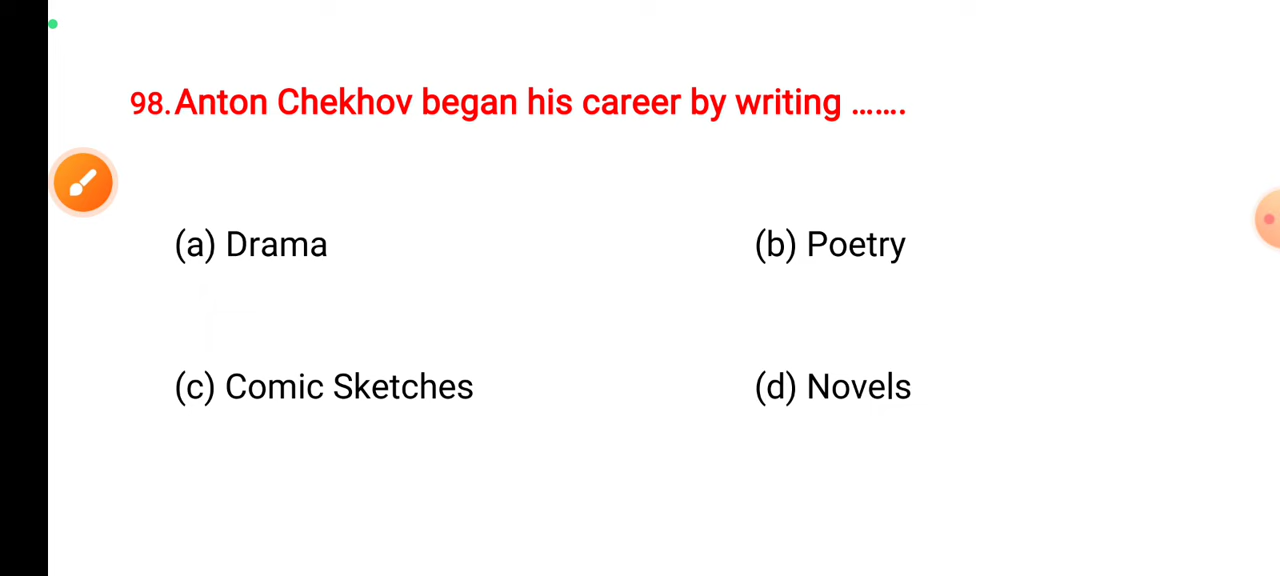 98. Anton Chekhov began his career by writing .......
(a) Drama (b) Poetry
(c) Comic Sketches (d) Novels